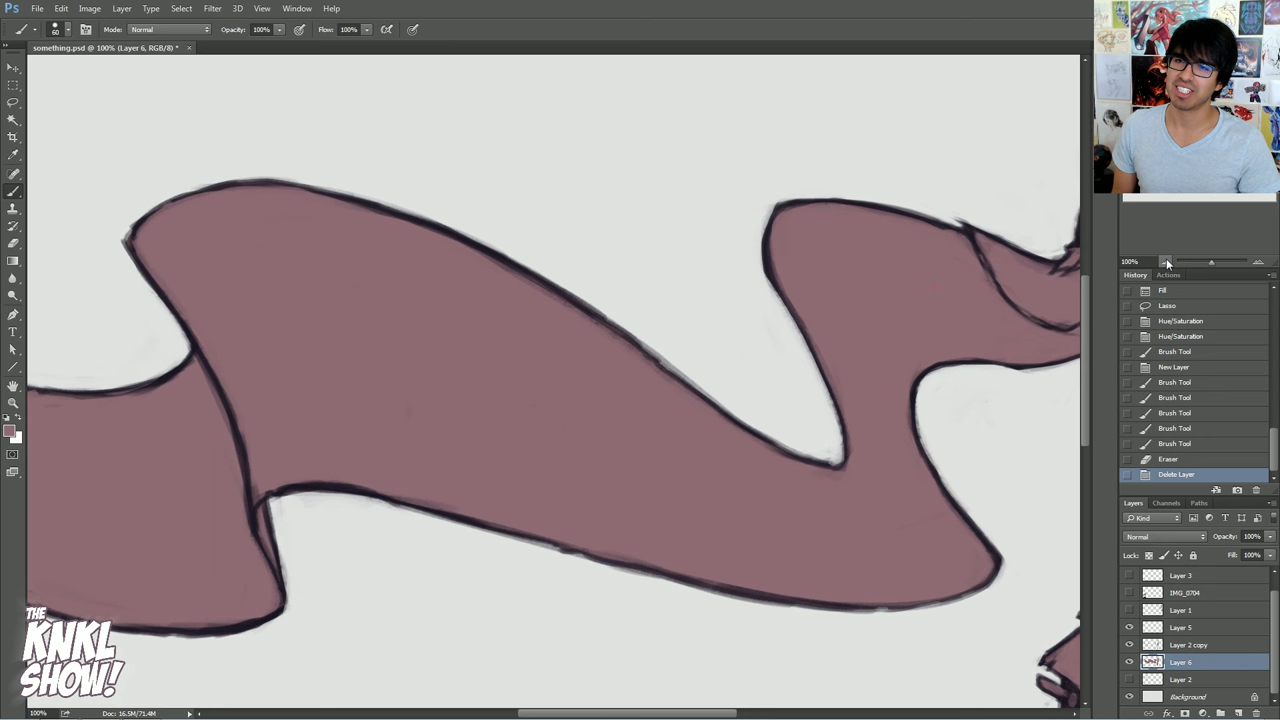 Ps File Edit Image Layer Type Select Filter 3D View Window Help
60 Mode: Normal Opacity: 100% Flow: 100%
something.psd @ 100% (Layer 6, RGB/8) * ×
100%
History Actions
Fill
Lasso
Hue/Saturation
Hue/Saturation
Brush Tool
New Layer
Brush Tool
Brush Tool
Brush Tool
Brush Tool
Brush Tool
Eraser
Delete Layer
Layers Channels Paths
Kind
Normal Opacity: 100%
Lock: Fill: 100%
Layer 3
IMG_0704
Layer 1
Layer 5
Layer 2 copy
Layer 6
Layer 2
Background
THE
KNKL
SHOW!
100% Doc: 16.5M/71.4M